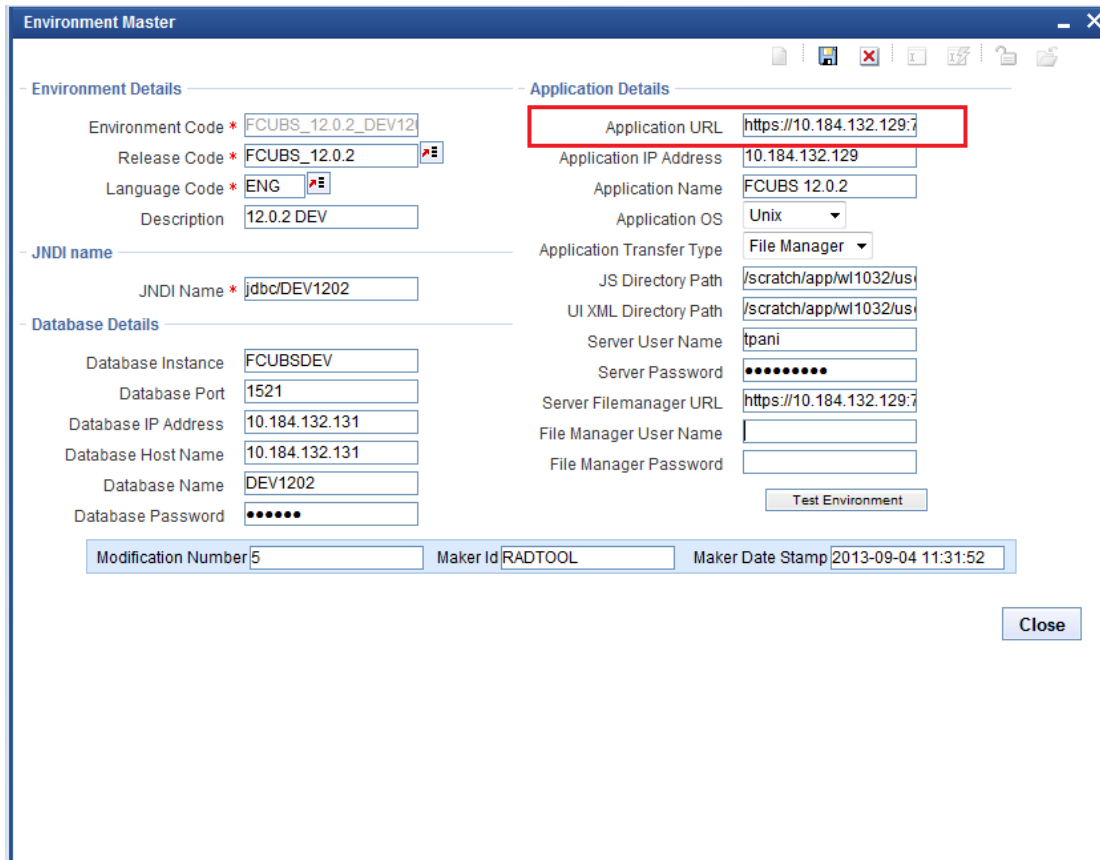 Environment Master
Environment Details
Environment Code * FCUBS_12.0.2_DEV12
Release Code * FCUBS_12.0.2
Language Code * ENG
Description 12.0.2 DEV
JNDI name
JNDI Name * jdbc/DEV1202
Database Details
Database Instance FCUBSDEV
Database Port 1521
Database IP Address 10.184.132.131
Database Host Name 10.184.132.131
Database Name DEV1202
Database Password ●●●●●●
Application Details
Application URL https://10.184.132.129:7
Application IP Address 10.184.132.129
Application Name FCUBS 12.0.2
Application OS Unix
Application Transfer Type File Manager
JS Directory Path /scratch/app/wl1032/use
UI XML Directory Path /scratch/app/wl1032/use
Server User Name tpani
Server Password ●●●●●●●●●
Server Filemanager URL https://10.184.132.129:7
File Manager User Name
File Manager Password
Test Environment
Modification Number 5 Maker Id RADTOOL Maker Date Stamp 2013-09-04 11:31:52
Close